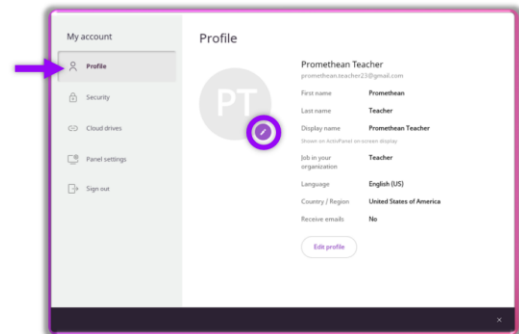 My account
Profile
Security
Cloud drives
Panel settings
Sign out
Profile
PT
Promethean Teacher
promethean.teacher23@gmail.com
First name Promethean
Last name Teacher
Display name Promethean Teacher
Shown on ActivPanel on-screen display
Job in your
organization Teacher
Language English (US)
Country / Region United States of America
Receive emails No
Edit profile